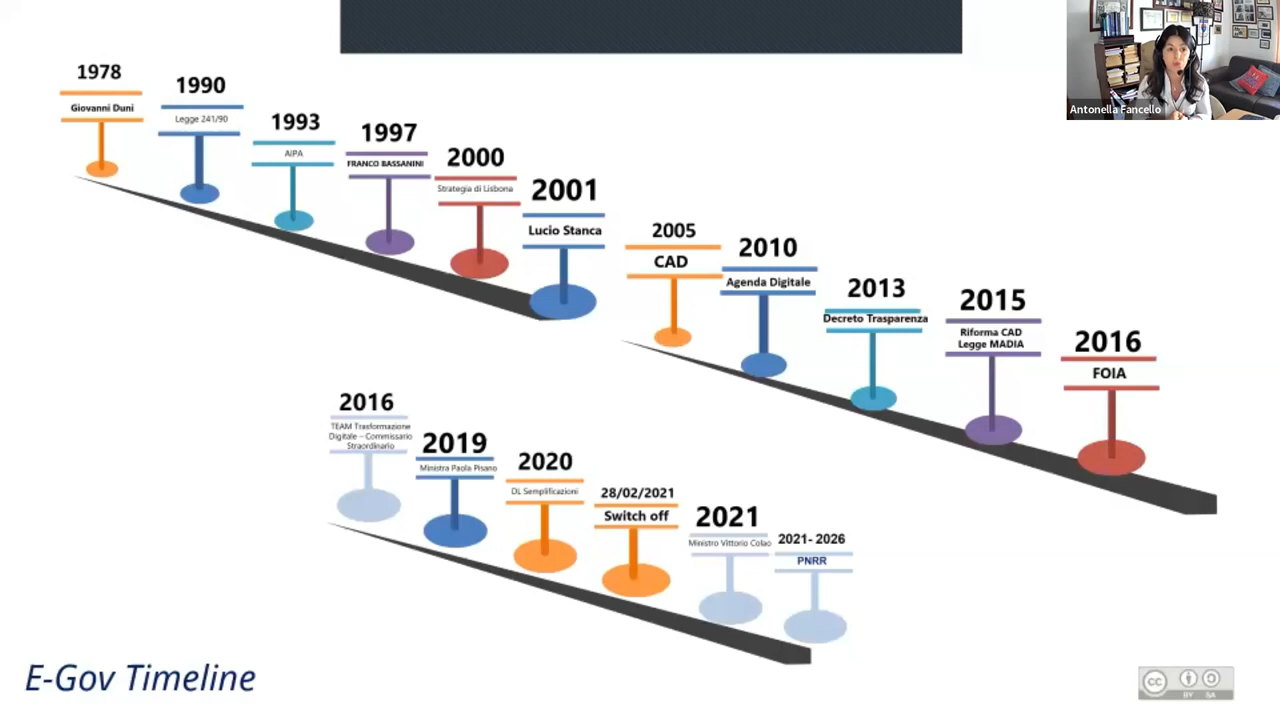 1978
Giovanni Duni
1990
Legge 241/90
1993
AIPA
1997
FRANCO BASSANINI
2000
Strategia di Lisbona
2001
Lucio Stanca
2005
CAD
2010
Agenda Digitale
2013
Decreto Trasparenza
2015
Riforma CAD
Legge MADIA
2016
FOIA
2016
TEAM Trasformazione
Digitale – Commissario
Straordinario
2019
Ministra Paola Pisano
2020
DL Semplificazioni
28/02/2021
Switch off
2021
Ministro Vittorio Colao
2021- 2026
PNRR
E-Gov Timeline
Antonella Fancello
cc
BY SA